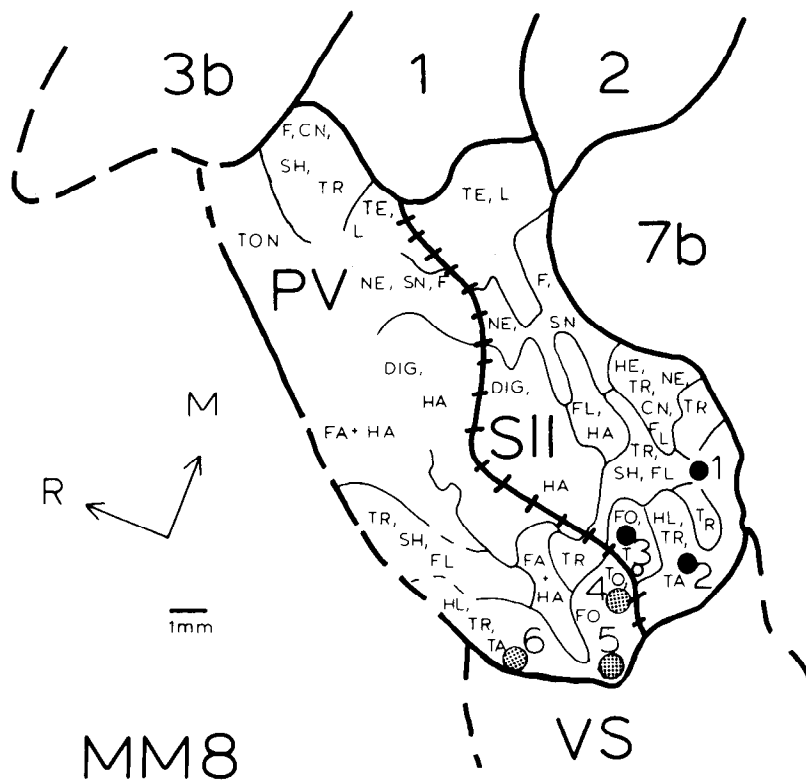 3b
1
2
7b
F, CN,
SH,
TR
TE,
L
TE, L
TON
PV
NE, SN, F
NE,
F,
SN
DIG,
HA
DIG,
FL,
HA
HE,
TR,
CN,
FL
NE,
TR
FA+ HA
SII
HA
TR,
SH, FL
1
M
R
TR,
SH,
FL
FA
+
HA
TR
FO,
T
3
HL,
TR,
TA
TR
2
TO,
4
FO
HL,
TR,
TA
6
5
1mm
MM8
VS